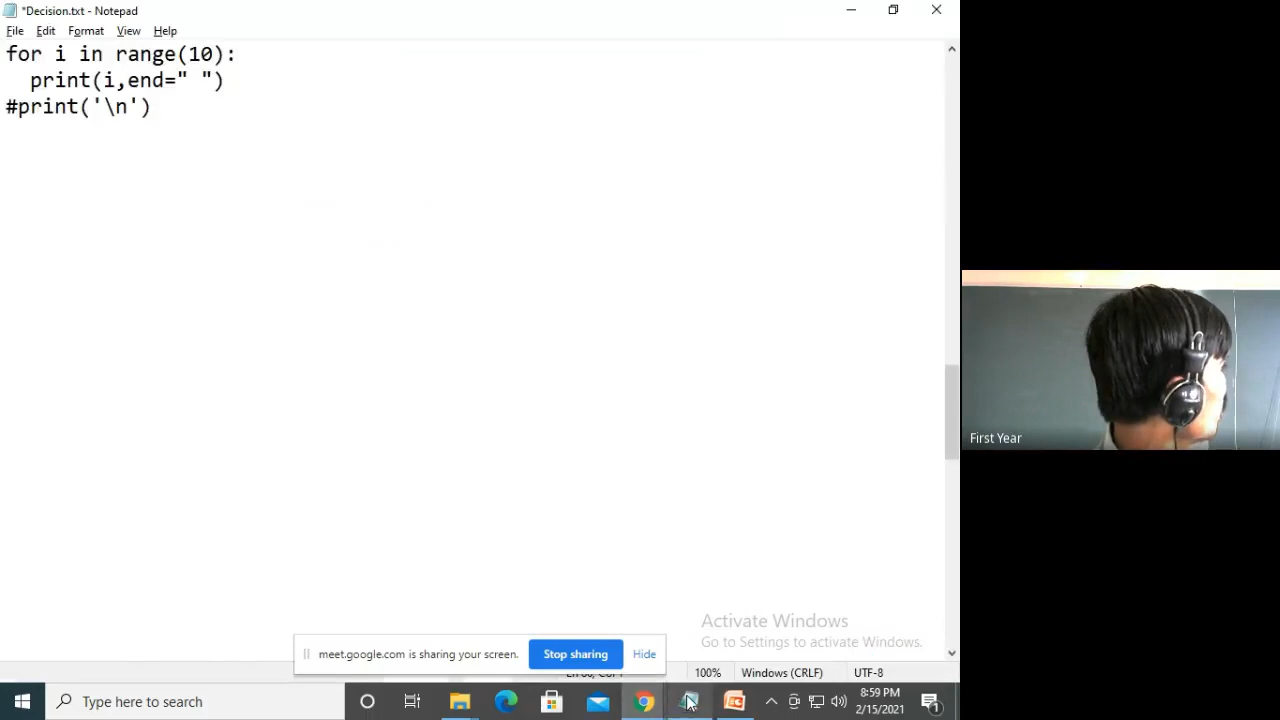 *Decision.txt - Notepad
File Edit Format View Help
for i in range(10):
  print(i,end=" ")
#print('\n')
First Year
Activate Windows
Go to Settings to activate Windows.
meet.google.com is sharing your screen. Stop sharing Hide
100% Windows (CRLF) UTF-8
Type here to search
8:59 PM
2/15/2021
1